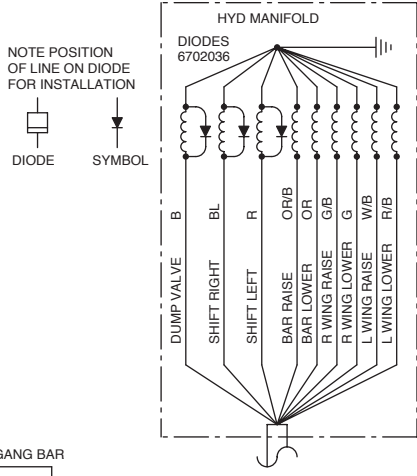 HYD MANIFOLD
NOTE POSITION
OF LINE ON DIODE
FOR INSTALLATION
DIODES
6702036
DIODE
SYMBOL
DUMP VALVE B
SHIFT RIGHT BL
SHIFT LEFT R
BAR RAISE OR/B
BAR LOWER OR
R WING RAISE G/B
R WING LOWER G
L WING RAISE W/B
L WING LOWER R/B
GANG BAR